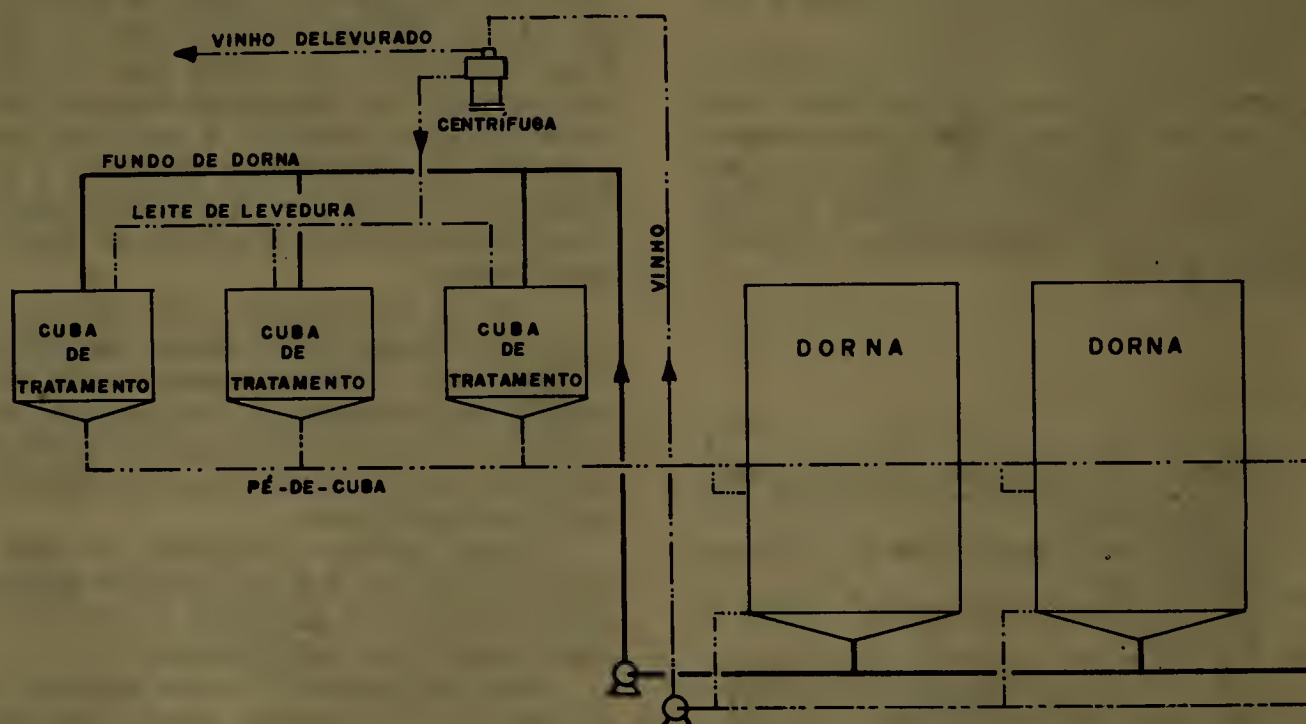 VINHO DELEVURADO
CENTRÍFUGA
FUNDO DE DORNA
LEITE DE LEVEDURA
VINHO
CUBA
DE
TRATAMENTO
CUBA
DE
TRATAMENTO
CUBA
DE
TRATAMENTO
DORNA
DORNA
PÉ-DE-CUBA